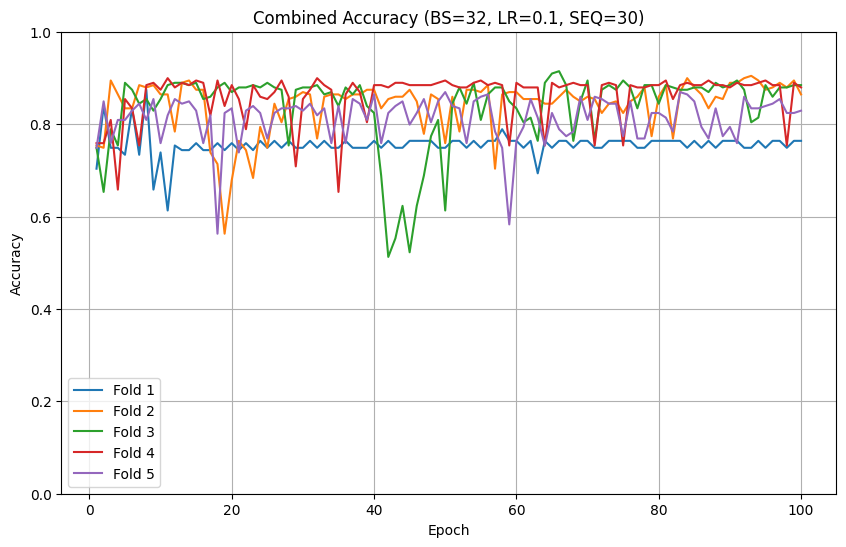 Combined Accuracy (BS=32, LR=0.1, SEQ=30)
1.0
0.8
0.6
0.4
0.2
0.0
Accuracy
Fold 1
Fold 2
Fold 3
Fold 4
Fold 5
0 20 40 60 80 100
Epoch